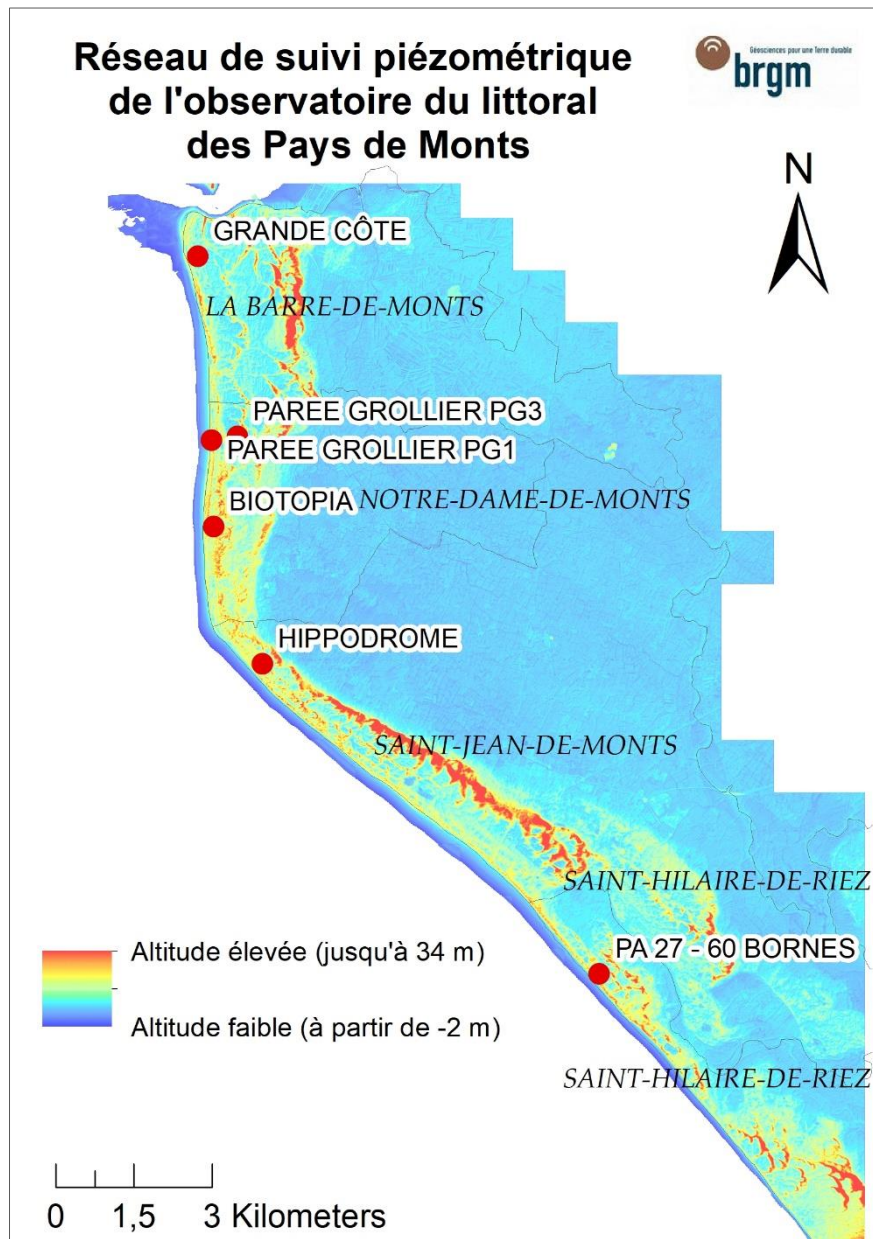 Réseau de suivi piézométrique
de l'observatoire du littoral
des Pays de Monts
Géosciences pour une Terre durable
brgm
N
GRANDE CÔTE
LA BARRE-DE-MONTS
PAREE GROLLIER PG3
PAREE GROLLIER PG1
BIOTOPIA
NOTRE-DAME-DE-MONTS
HIPPODROME
SAINT-JEAN-DE-MONTS
SAINT-HILAIRE-DE-RIEZ
PA 27 - 60 BORNES
Altitude élevée (jusqu'à 34 m)
Altitude faible (à partir de -2 m)
SAINT-HILAIRE-DE-RIEZ
0 1,5 3 Kilometers